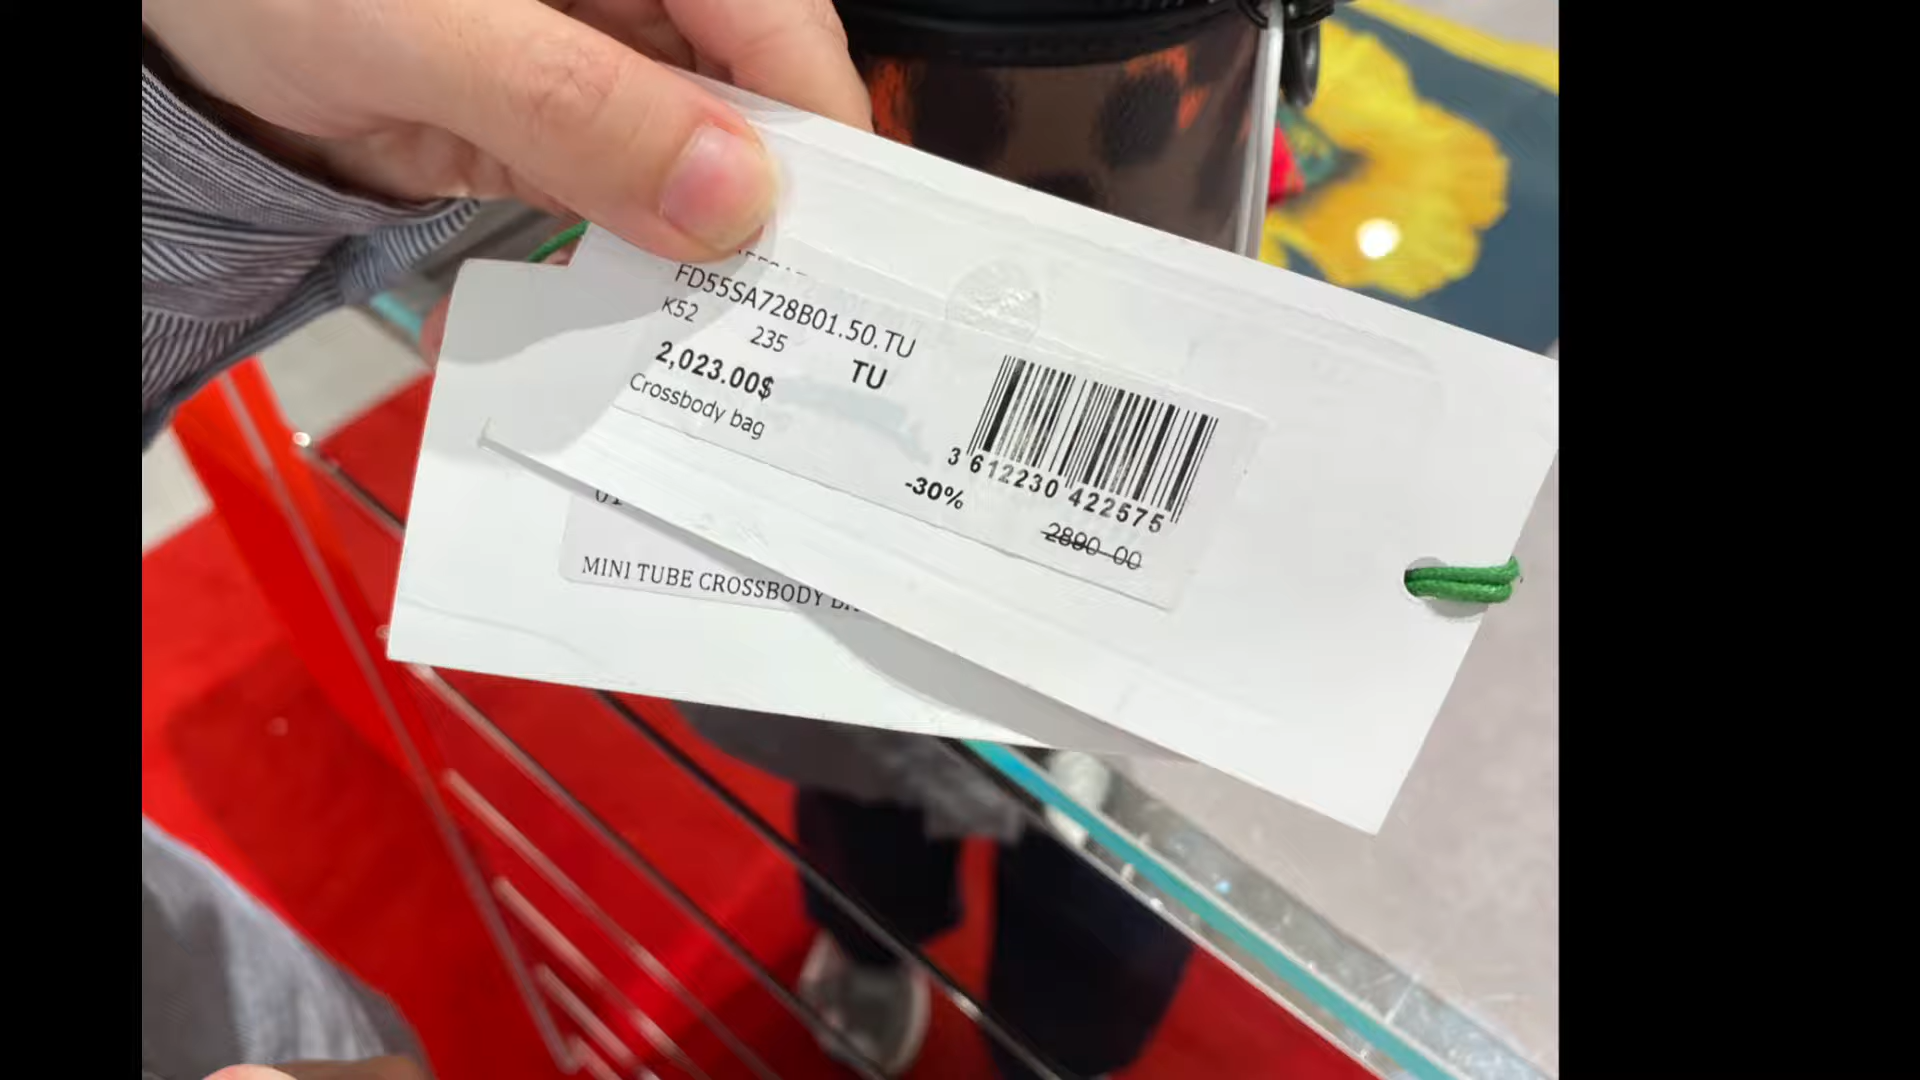 FD55SA728B01.50.TU
K52 235 TU
2,023.00$
Crossbody bag
3 612230 422575
-30% 2890.00
01
MINI TUBE CROSSBODY